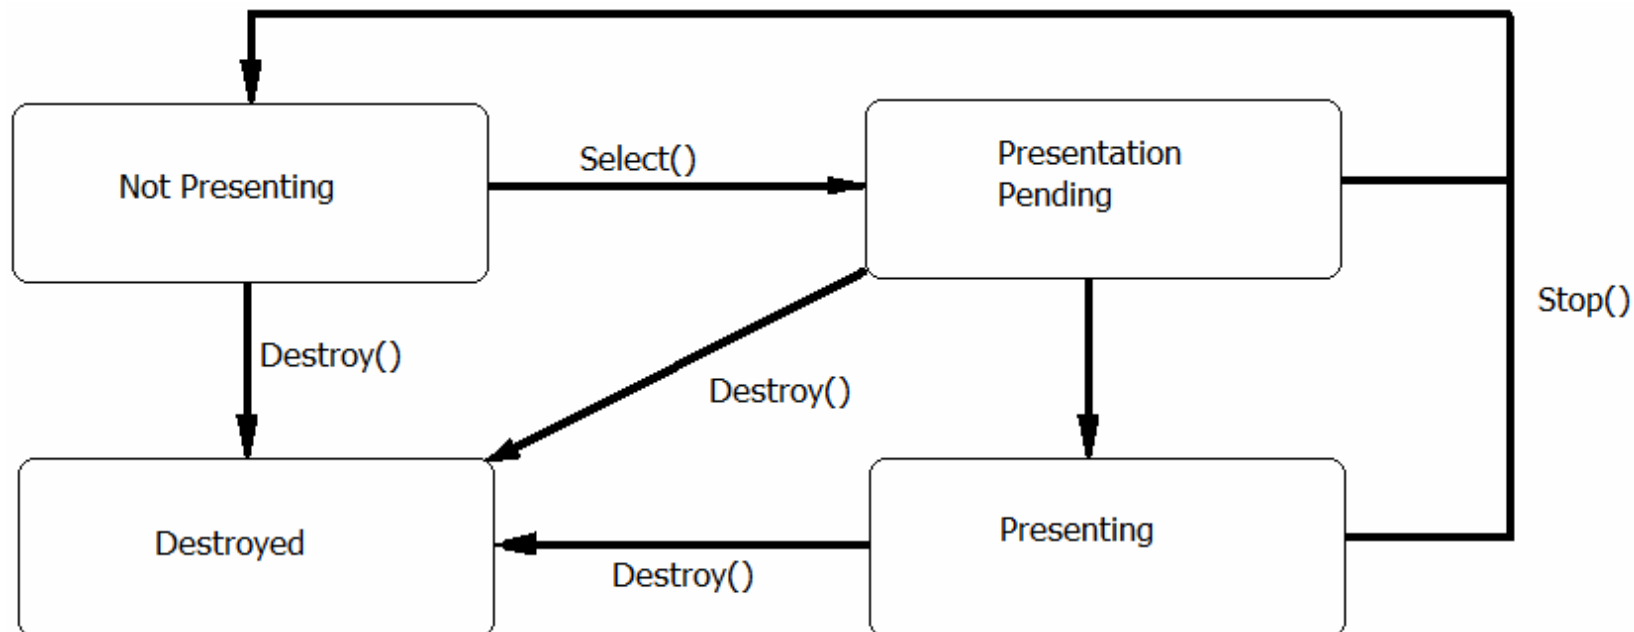 Not Presenting
Select()
Presentation
Pending
Stop()
Destroy()
Destroy()
Destroyed
Destroy()
Presenting